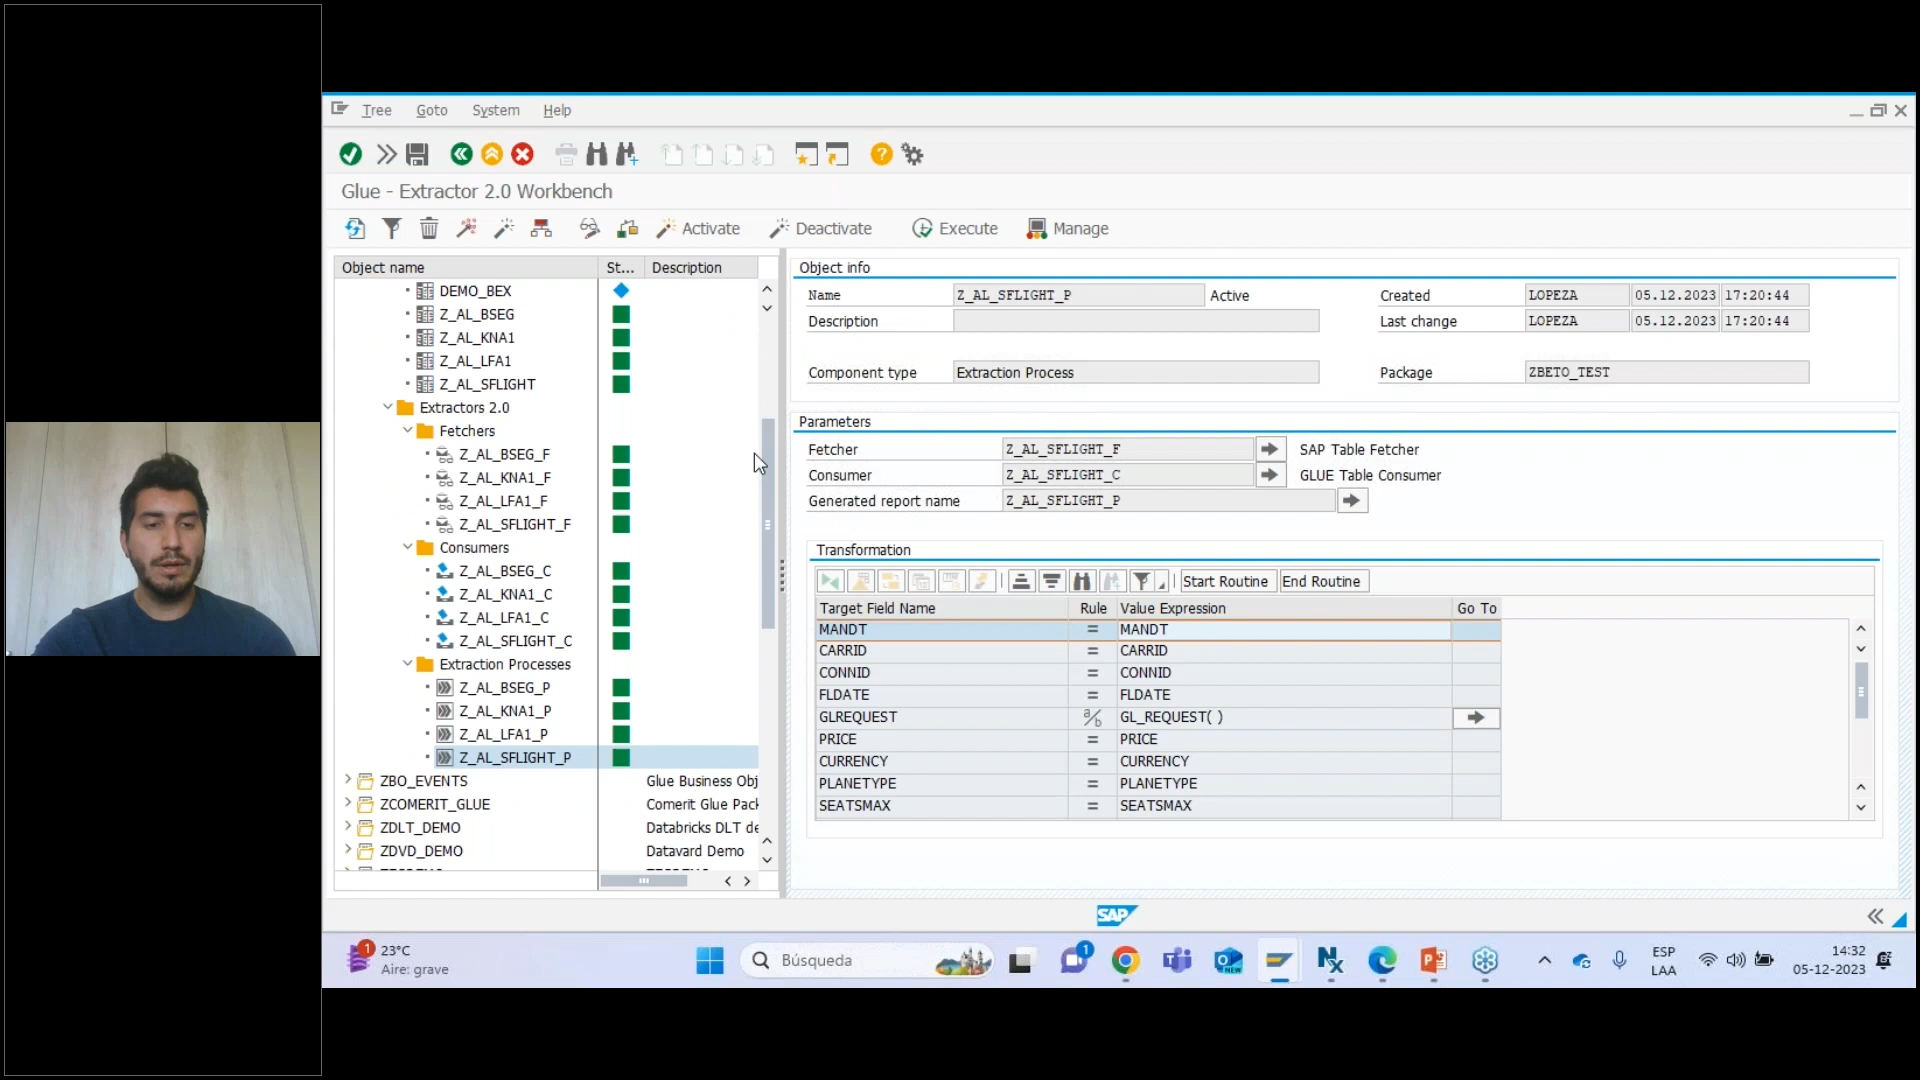 Tree Goto System Help
Glue - Extractor 2.0 Workbench
Activate Deactivate Execute Manage
Object name St... Description
DEMO_BEX
Z_AL_BSEG
Z_AL_KNA1
Z_AL_LFA1
Z_AL_SFLIGHT
Extractors 2.0
Fetchers
Z_AL_BSEG_F
Z_AL_KNA1_F
Z_AL_LFA1_F
Z_AL_SFLIGHT_F
Consumers
Z_AL_BSEG_C
Z_AL_KNA1_C
Z_AL_LFA1_C
Z_AL_SFLIGHT_C
Extraction Processes
Z_AL_BSEG_P
Z_AL_KNA1_P
Z_AL_LFA1_P
Z_AL_SFLIGHT_P
ZBO_EVENTS Glue Business Obj
ZCOMERIT_GLUE Comerit Glue Pack
ZDLT_DEMO Databricks DLT de
ZDVD_DEMO Datavard Demo
Object info
Name Z_AL_SFLIGHT_P Active Created LOPEZA 05.12.2023 17:20:44
Description Last change LOPEZA 05.12.2023 17:20:44
Component type Extraction Process Package ZBETO_TEST
Parameters
Fetcher Z_AL_SFLIGHT_F SAP Table Fetcher
Consumer Z_AL_SFLIGHT_C GLUE Table Consumer
Generated report name Z_AL_SFLIGHT_P
Transformation
Start Routine End Routine
Target Field Name Rule Value Expression Go To
MANDT = MANDT
CARRID = CARRID
CONNID = CONNID
FLDATE = FLDATE
GLREQUEST a/b GL_REQUEST( )
PRICE = PRICE
CURRENCY = CURRENCY
PLANETYPE = PLANETYPE
SEATSMAX = SEATSMAX
SAP
1 23°C
Aire: grave
Búsqueda
1
NEW
ESP
LAA
14:32
05-12-2023